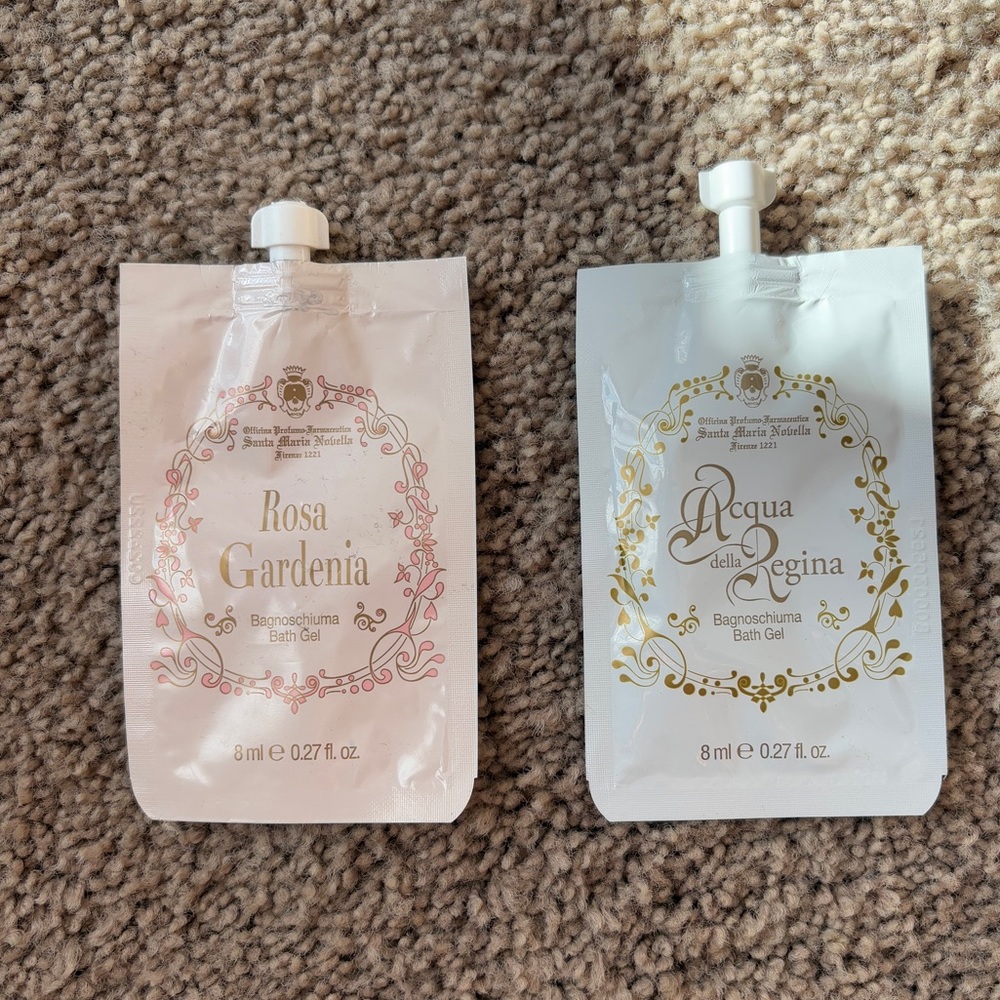 Officina Profumo-Farmaceutica
Santa Maria Novella
Firenze 1221
Rosa
Gardenia
Bagnoschiuma
Bath Gel
8 ml ℮ 0.27 fl. oz.
Officina Profumo-Farmaceutica
Santa Maria Novella
Firenze 1221
Acqua
della Regina
Bagnoschiuma
Bath Gel
8 ml ℮ 0.27 fl. oz.